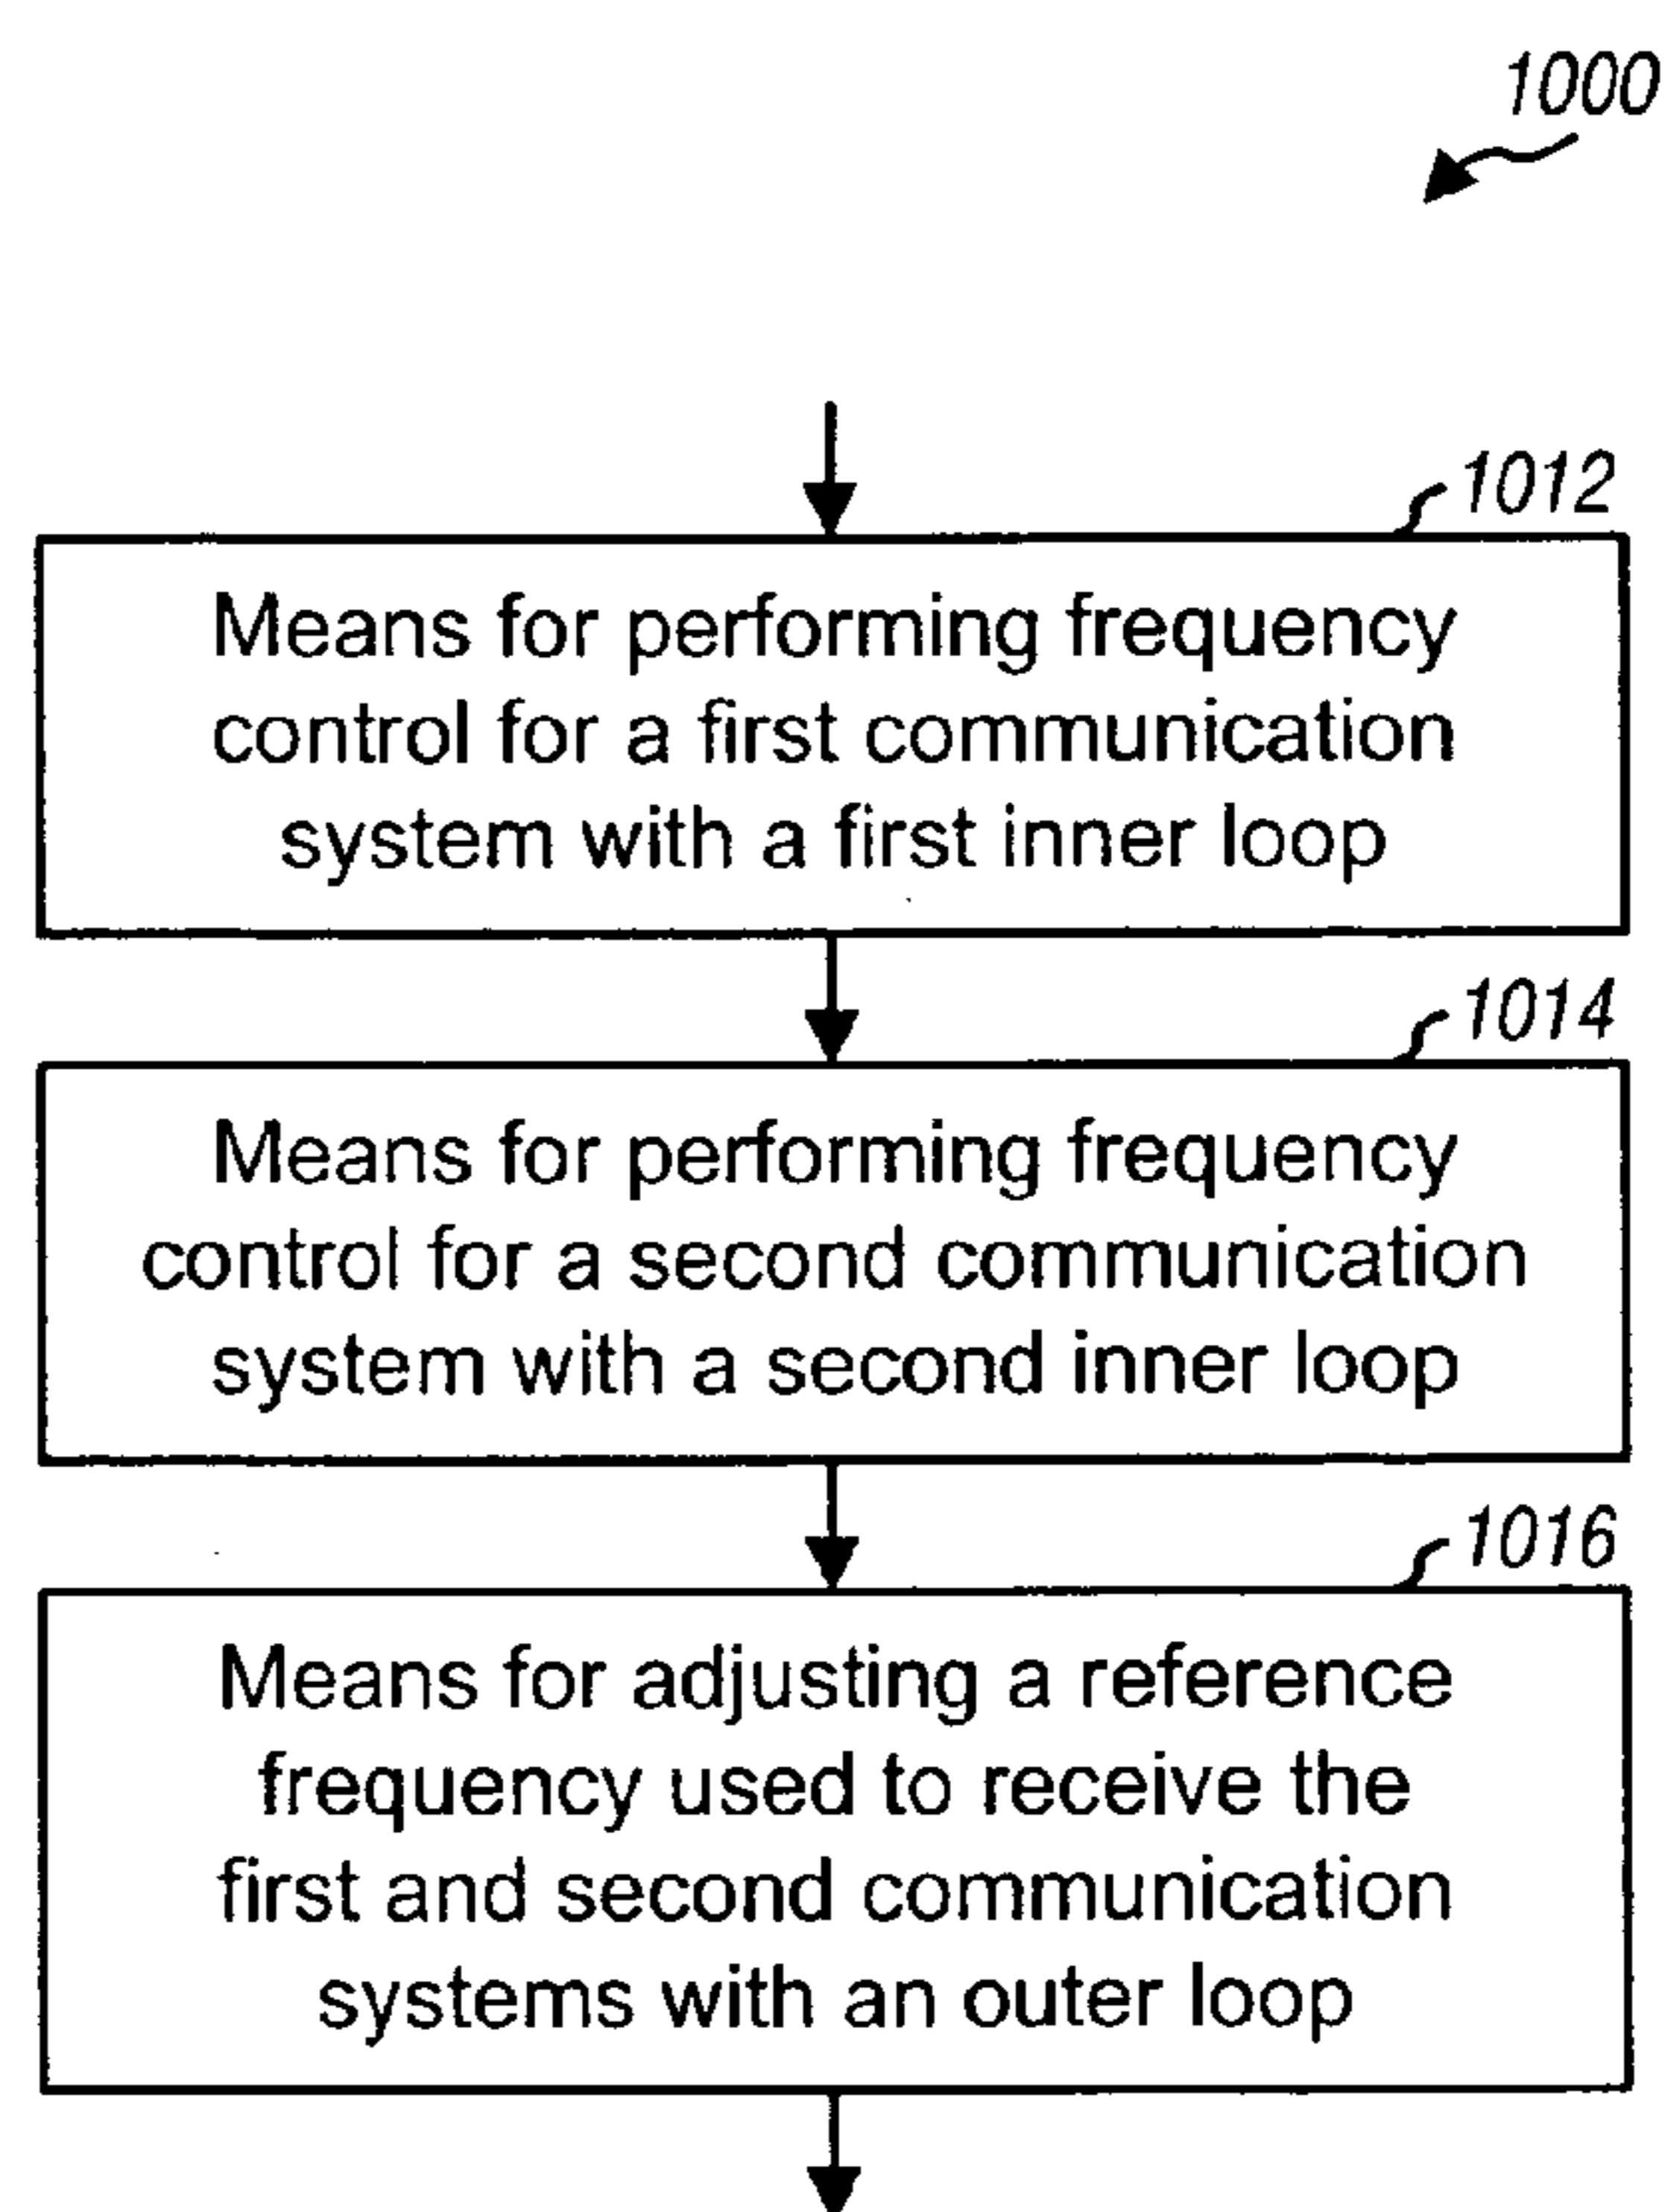 1000
1012
Means for performing frequency
control for a first communication
system with a first inner loop
1014
Means for performing frequency
control for a second communication
system with a second inner loop
1016
Means for adjusting a reference
frequency used to receive the
first and second communication
systems with an outer loop